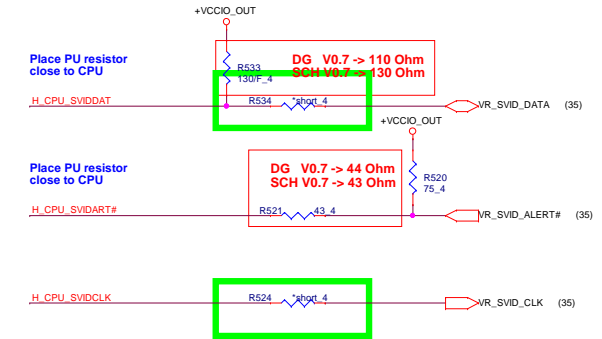 +VCCIO_OUT
Place PU resistor
close to CPU
R533
130/F_4
DG V0.7 -> 110 Ohm
SCH V0.7 -> 130 Ohm
H_CPU_SVIDDAT
R534
*short_4
VR_SVID_DATA (35)
+VCCIO_OUT
Place PU resistor
close to CPU
DG V0.7 -> 44 Ohm
SCH V0.7 -> 43 Ohm
R520
75_4
H_CPU_SVIDART#
R521
43_4
VR_SVID_ALERT# (35)
H_CPU_SVIDCLK
R524
*short_4
VR_SVID_CLK (35)